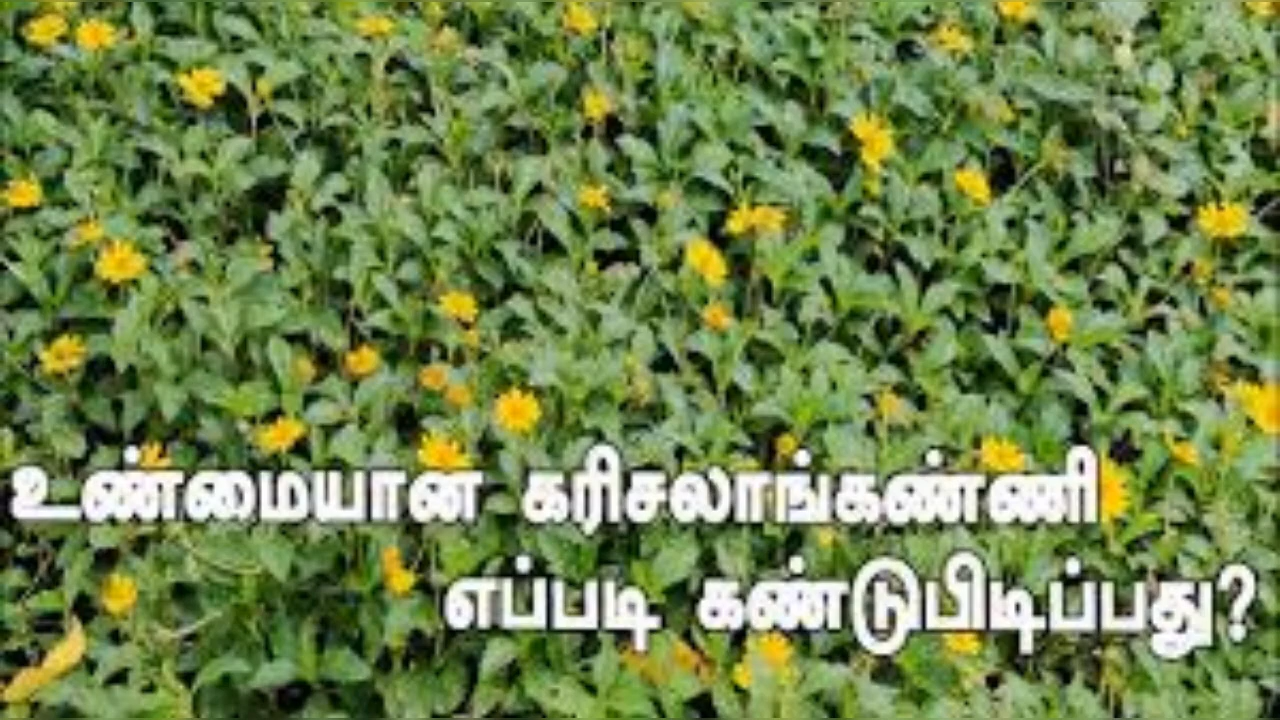 உண்மையான கரிசலாங்கண்ணி
எப்படி கண்டுபிடிப்பது?